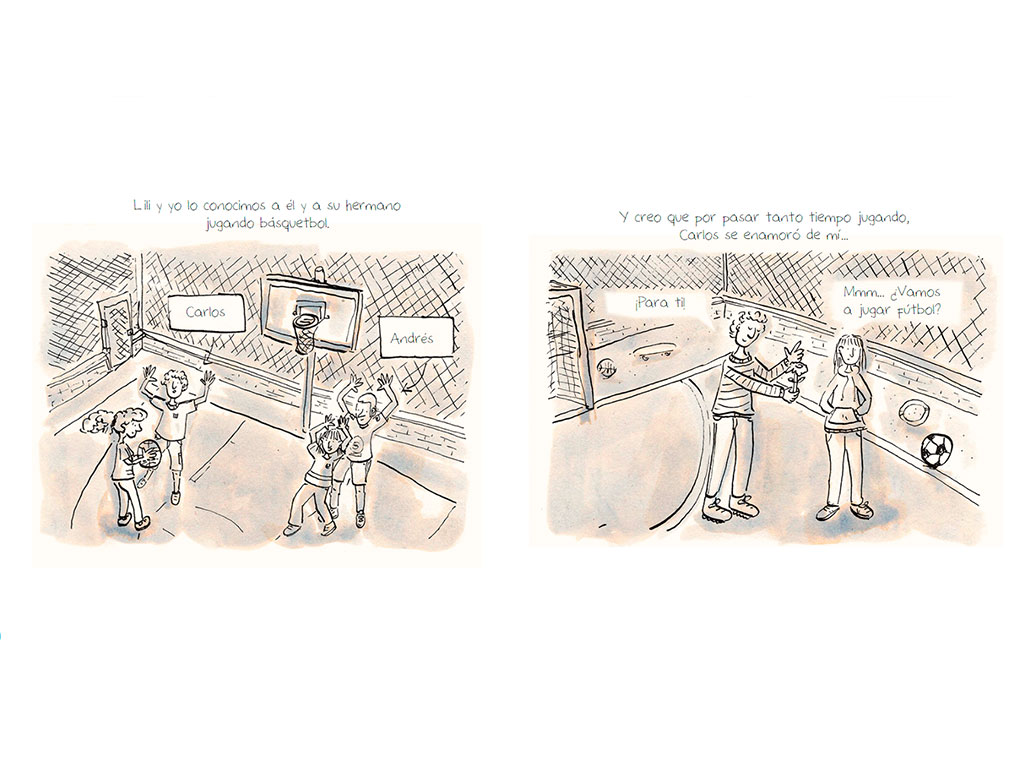 Lili y yo lo conocimos a él y a su hermano
jugando básquetbol.
Carlos
Andrés
Y creo que por pasar tanto tiempo jugando,
Carlos se enamoró de mí...
¡Para ti!
Mmm... ¿Vamos
a jugar fútbol?